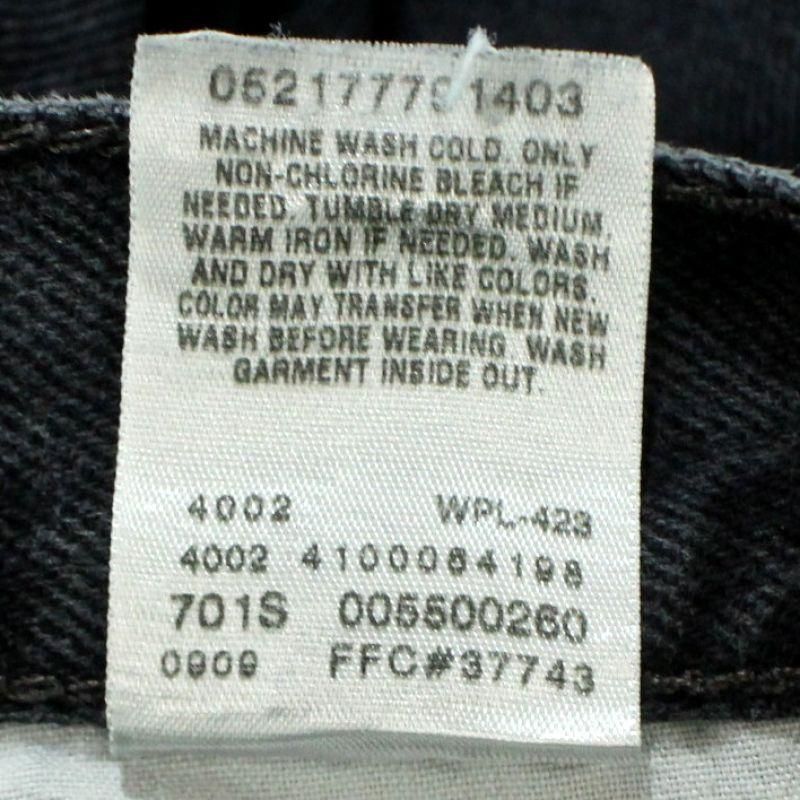 052177791403
MACHINE WASH COLD. ONLY
NON-CHLORINE BLEACH IF
NEEDED. TUMBLE DRY MEDIUM.
WARM IRON IF NEEDED. WASH
AND DRY WITH LIKE COLORS.
COLOR MAY TRANSFER WHEN NEW
WASH BEFORE WEARING. WASH
GARMENT INSIDE OUT.
4002 WPL-423
4002 4100064198
701S 005500260
0909 FFC#37743